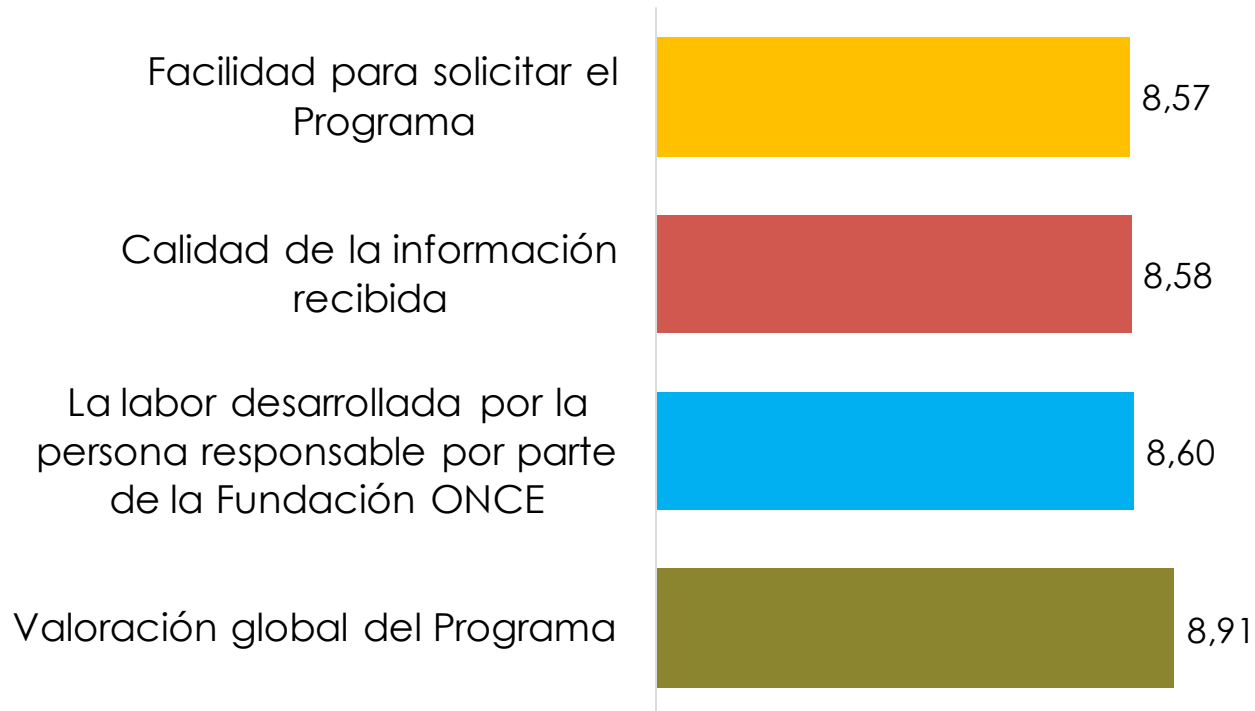 Facilidad para solicitar el
Programa
8,57
Calidad de la información
recibida
8,58
La labor desarrollada por la
persona responsable por parte
de la Fundación ONCE
8,60
Valoración global del Programa
8,91